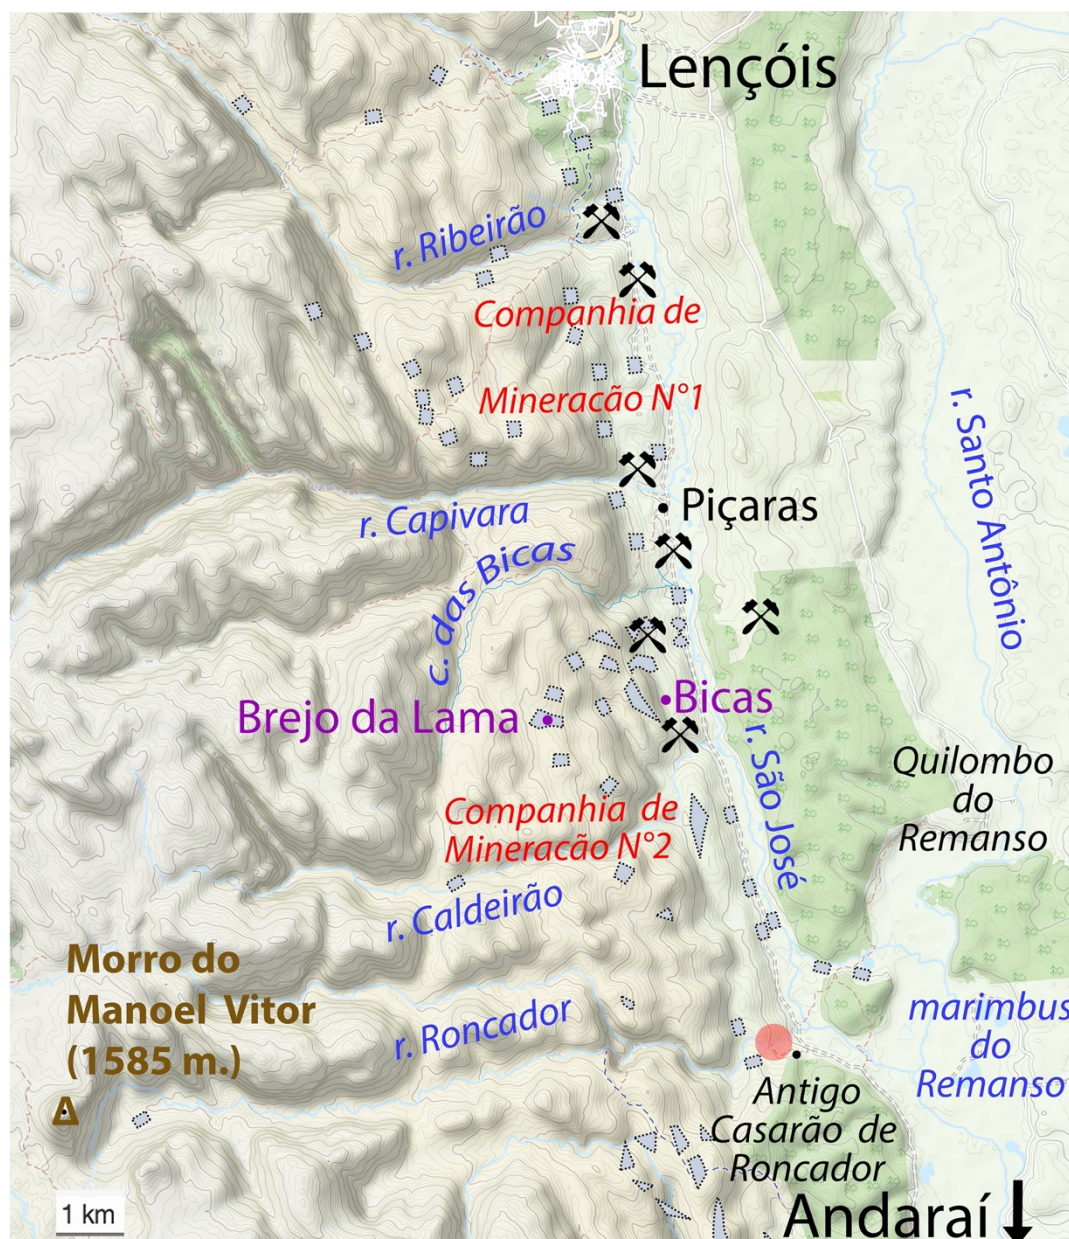 Lençóis
r. Ribeirão
Companhia de
Mineracão N°1
r. Santo Antônio
r. Capivara
Piçaras
c. das Bicas
Bicas
Brejo da Lama
r. São José
Quilombo
do
Remanso
Companhia de
Mineracão N°2
r. Caldeirão
Morro do
Manoel Vitor
(1585 m.)
r. Roncador
marimbus
do
Remanso
Antigo
Casarão de
Roncador
1 km
Andaraí